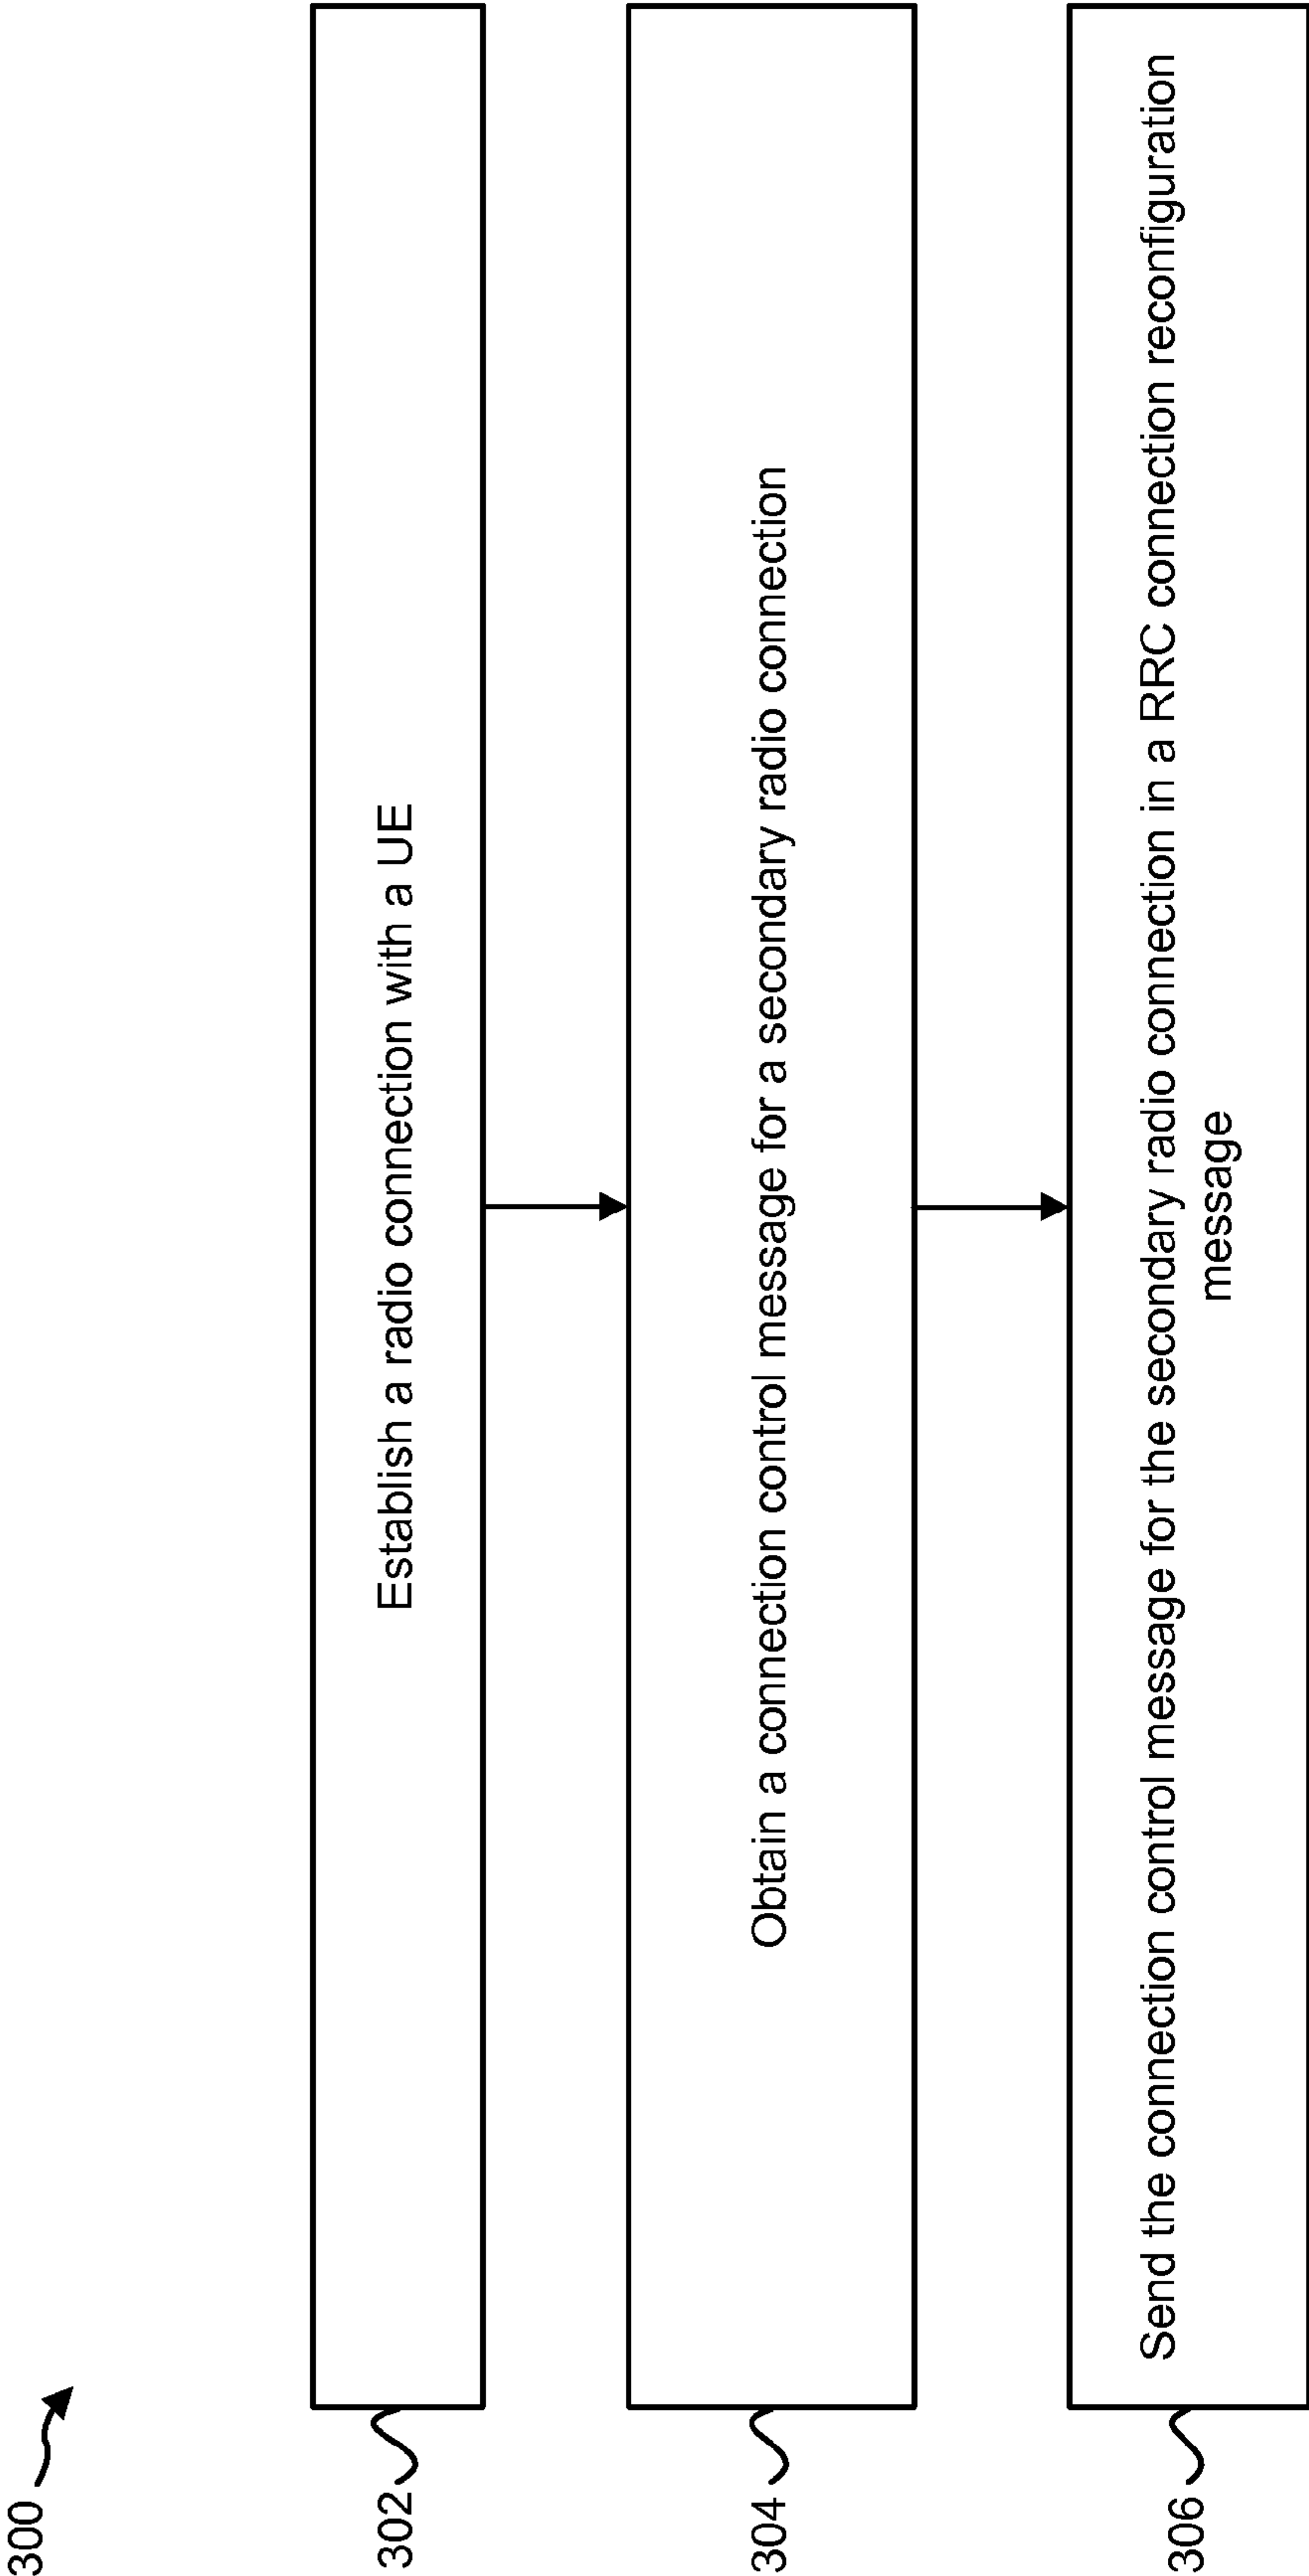 300
302
Establish a radio connection with a UE
304
Obtain a connection control message for a secondary radio connection
306
Send the connection control message for the secondary radio connection in a RRC connection reconfiguration
message